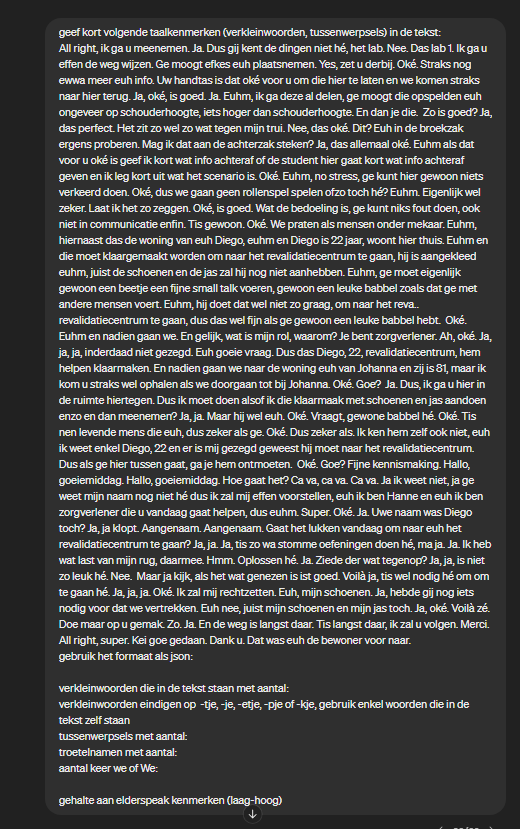 geef kort volgende taalkenmerken (verkleinwoorden, tussenwerpsels) in de tekst:
All right, ik ga u meenemen. Ja. Dus gij kent de dingen niet hé, het lab. Nee. Das lab 1. Ik ga u
effen de weg wijzen. Ge moogt efkes euh plaatsnemen. Yes, zet u derbij. Oké. Straks nog
ewwa meer euh info. Uw handtas is dat oké voor u om die hier te laten en we komen straks
naar hier terug. Ja, oké, is goed. Ja. Euhm, ik ga deze al delen, ge moogt die opspelden euh
ongeveer op schouderhoogte, iets hoger dan schouderhoogte. En dan je die.  Zo is goed? Ja,
das perfect. Het zit zo wel zo wat tegen mijn trui. Nee, das oké. Dit? Euh in de broekzak
ergens proberen. Mag ik dat aan de achterzak steken? Ja, das allemaal oké. Euhm als dat
voor u oké is geef ik kort wat info achteraf of de student hier gaat kort wat info achteraf
geven en ik leg kort uit wat het scenario is. Oké. Euhm, no stress, ge kunt hier gewoon niets
verkeerd doen. Oké, dus we gaan geen rollenspel spelen ofzo toch hé? Euhm. Eigenlijk wel
zeker. Laat ik het zo zeggen. Oké, is goed. Wat de bedoeling is, ge kunt niks fout doen, ook
niet in communicatie enfin. Tis gewoon. Oké. We praten als mensen onder mekaar. Euhm,
hiernaast das de woning van euh Diego, euhm en Diego is 22 jaar, woont hier thuis. Euhm en
die moet klaargemaakt worden om naar het revalidatiecentrum te gaan, hij is aangekleed
euhm, juist de schoenen en de jas zal hij nog niet aanhebben. Euhm, ge moet eigenlijk
gewoon een beetje een fijne small talk voeren, gewoon een leuke babbel zoals dat ge met
andere mensen voert. Euhm, hij doet dat wel niet zo graag, om naar het reva..
revalidatiecentrum te gaan, dus das wel fijn als ge gewoon een leuke babbel hebt.  Oké.
Euhm en nadien gaan we. En gelijk, wat is mijn rol, waarom? Je bent zorgverlener. Ah, oké. Ja,
ja, ja, inderdaad niet gezegd. Euh goeie vraag. Dus das Diego, 22, revalidatiecentrum, hem
helpen klaarmaken. En nadien gaan we naar de woning euh van Johanna en zij is 81, maar ik
kom u straks wel ophalen als we doorgaan tot bij Johanna. Oké. Goe? Ja. Dus, ik ga u hier in
de ruimte hiertegen. Dus ik moet doen alsof ik die klaarmaak met schoenen en jas aandoen
enzo en dan meenemen? Ja, ja. Maar hij wel euh. Oké. Vraagt, gewone babbel hé. Oké. Tis
nen levende mens die euh, dus zeker als ge. Oké. Dus zeker als. Ik ken hem zelf ook niet, euh
ik weet enkel Diego, 22 en er is mij gezegd geweest hij moet naar het revalidatiecentrum.
Dus als ge hier tussen gaat, ga je hem ontmoeten.  Oké. Goe? Fijne kennismaking. Hallo,
goeiemiddag. Hallo, goeiemiddag. Hoe gaat het? Ca va, ca va. Ca va. Ja ik weet niet, ja ge
weet mijn naam nog niet hé dus ik zal mij effen voorstellen, euh ik ben Hanne en euh ik ben
zorgverlener die u vandaag gaat helpen, dus euhm. Super. Oké. Ja. Uwe naam was Diego
toch? Ja, ja klopt. Aangenaam. Aangenaam. Gaat het lukken vandaag om naar euh het
revalidatiecentrum te gaan? Ja, ja. Ja, tis zo wa stomme oefeningen doen hé, ma ja. Ja. Ik heb
wat last van mijn rug, daarmee. Hmm. Oplossen hé. Ja. Ziede der wat tegenop? Ja, ja, is niet
zo leuk hé. Nee.  Maar ja kijk, als het wat genezen is ist goed. Voilà ja, tis wel nodig hé om om
te gaan hé. Ja, ja, ja. Oké. Ik zal mij rechtzetten. Euh, mijn schoenen. Ja, hebde gij nog iets
nodig voor dat we vertrekken. Euh nee, juist mijn schoenen en mijn jas toch. Ja, oké. Voilà zé.
Doe maar op u gemak. Zo. Ja. En de weg is langst daar. Tis langst daar, ik zal u volgen. Merci.
All right, super. Kei goe gedaan. Dank u. Dat was euh de bewoner voor naar.
gebruik het formaat als json:

verkleinwoorden die in de tekst staan met aantal:
verkleinwoorden eindigen op  -tje, -je, -etje, -pje of -kje, gebruik enkel woorden die in de
tekst zelf staan
tussenwerpsels met aantal:
troetelnamen met aantal:
aantal keer we of We:

gehalte aan elderspeak kenmerken (laag-hoog)